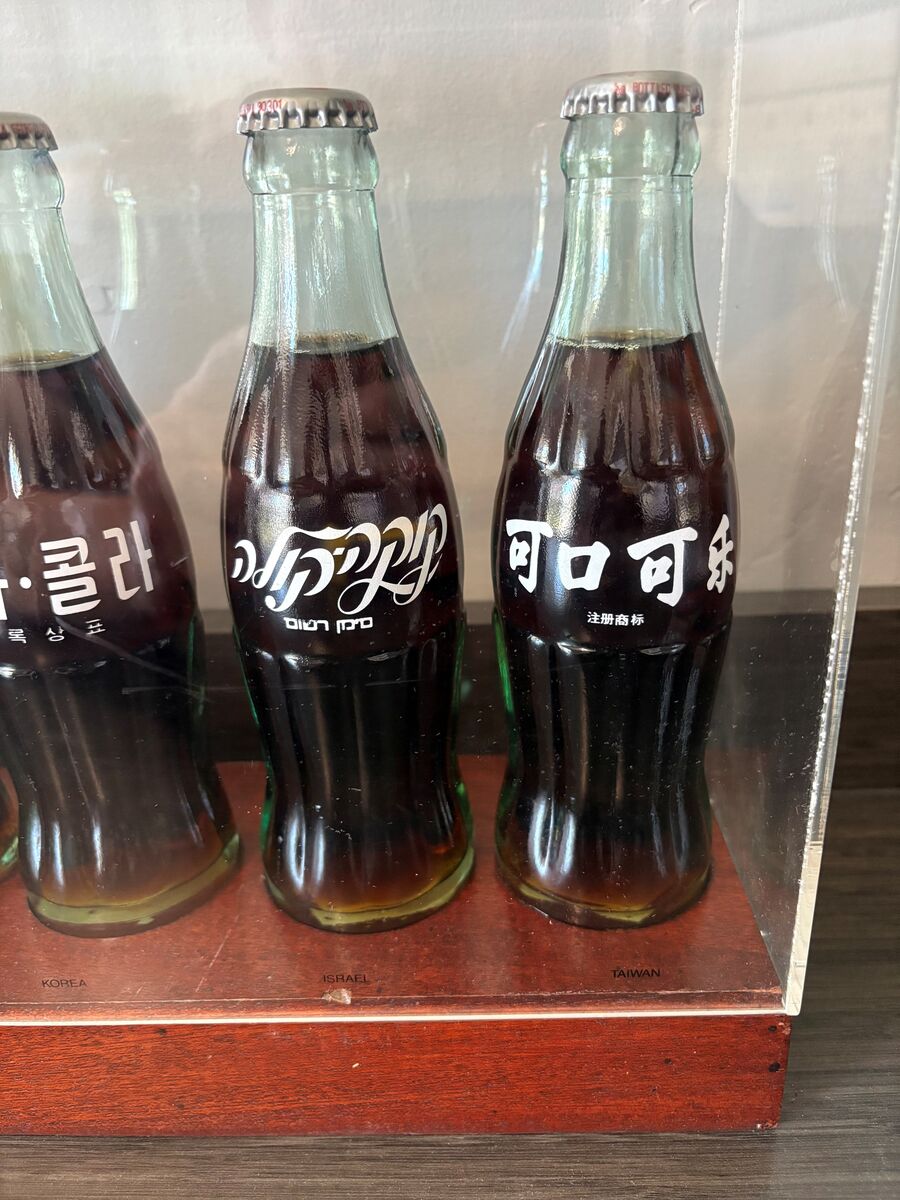 ·콜라
록 상 표
קוקה־קולה
סימן רשום
可口可乐
注册商标
KOREA
ISRAEL
TAIWAN